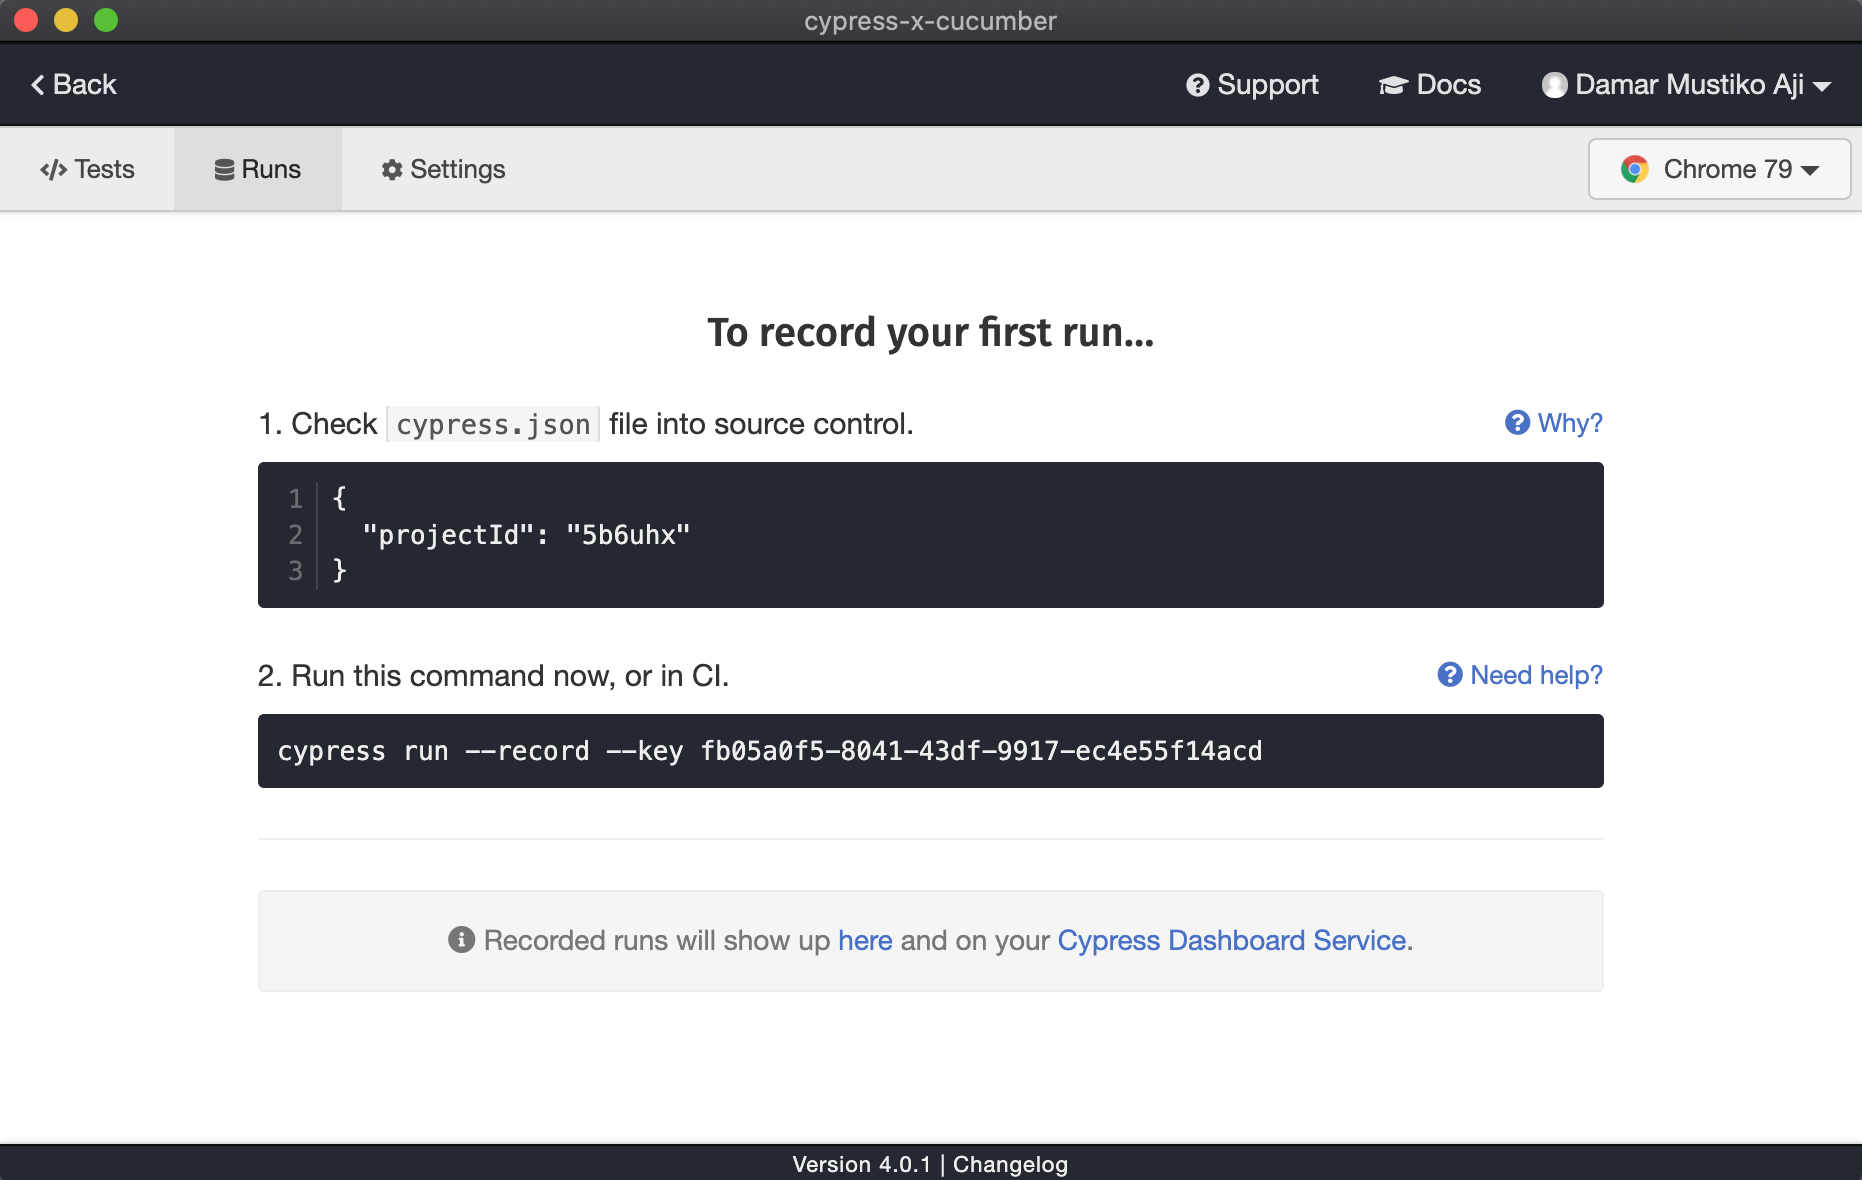 cypress-x-cucumber
Back
Support
Docs
Damar Mustiko Aji
</> Tests
Runs
Settings
Chrome 79
To record your first run...
1. Check cypress.json file into source control.
Why?
1 {
2 "projectId": "5b6uhx"
3 }
2. Run this command now, or in CI.
Need help?
cypress run --record --key fb05a0f5-8041-43df-9917-ec4e55f14acd
Recorded runs will show up here and on your Cypress Dashboard Service.
Version 4.0.1 | Changelog